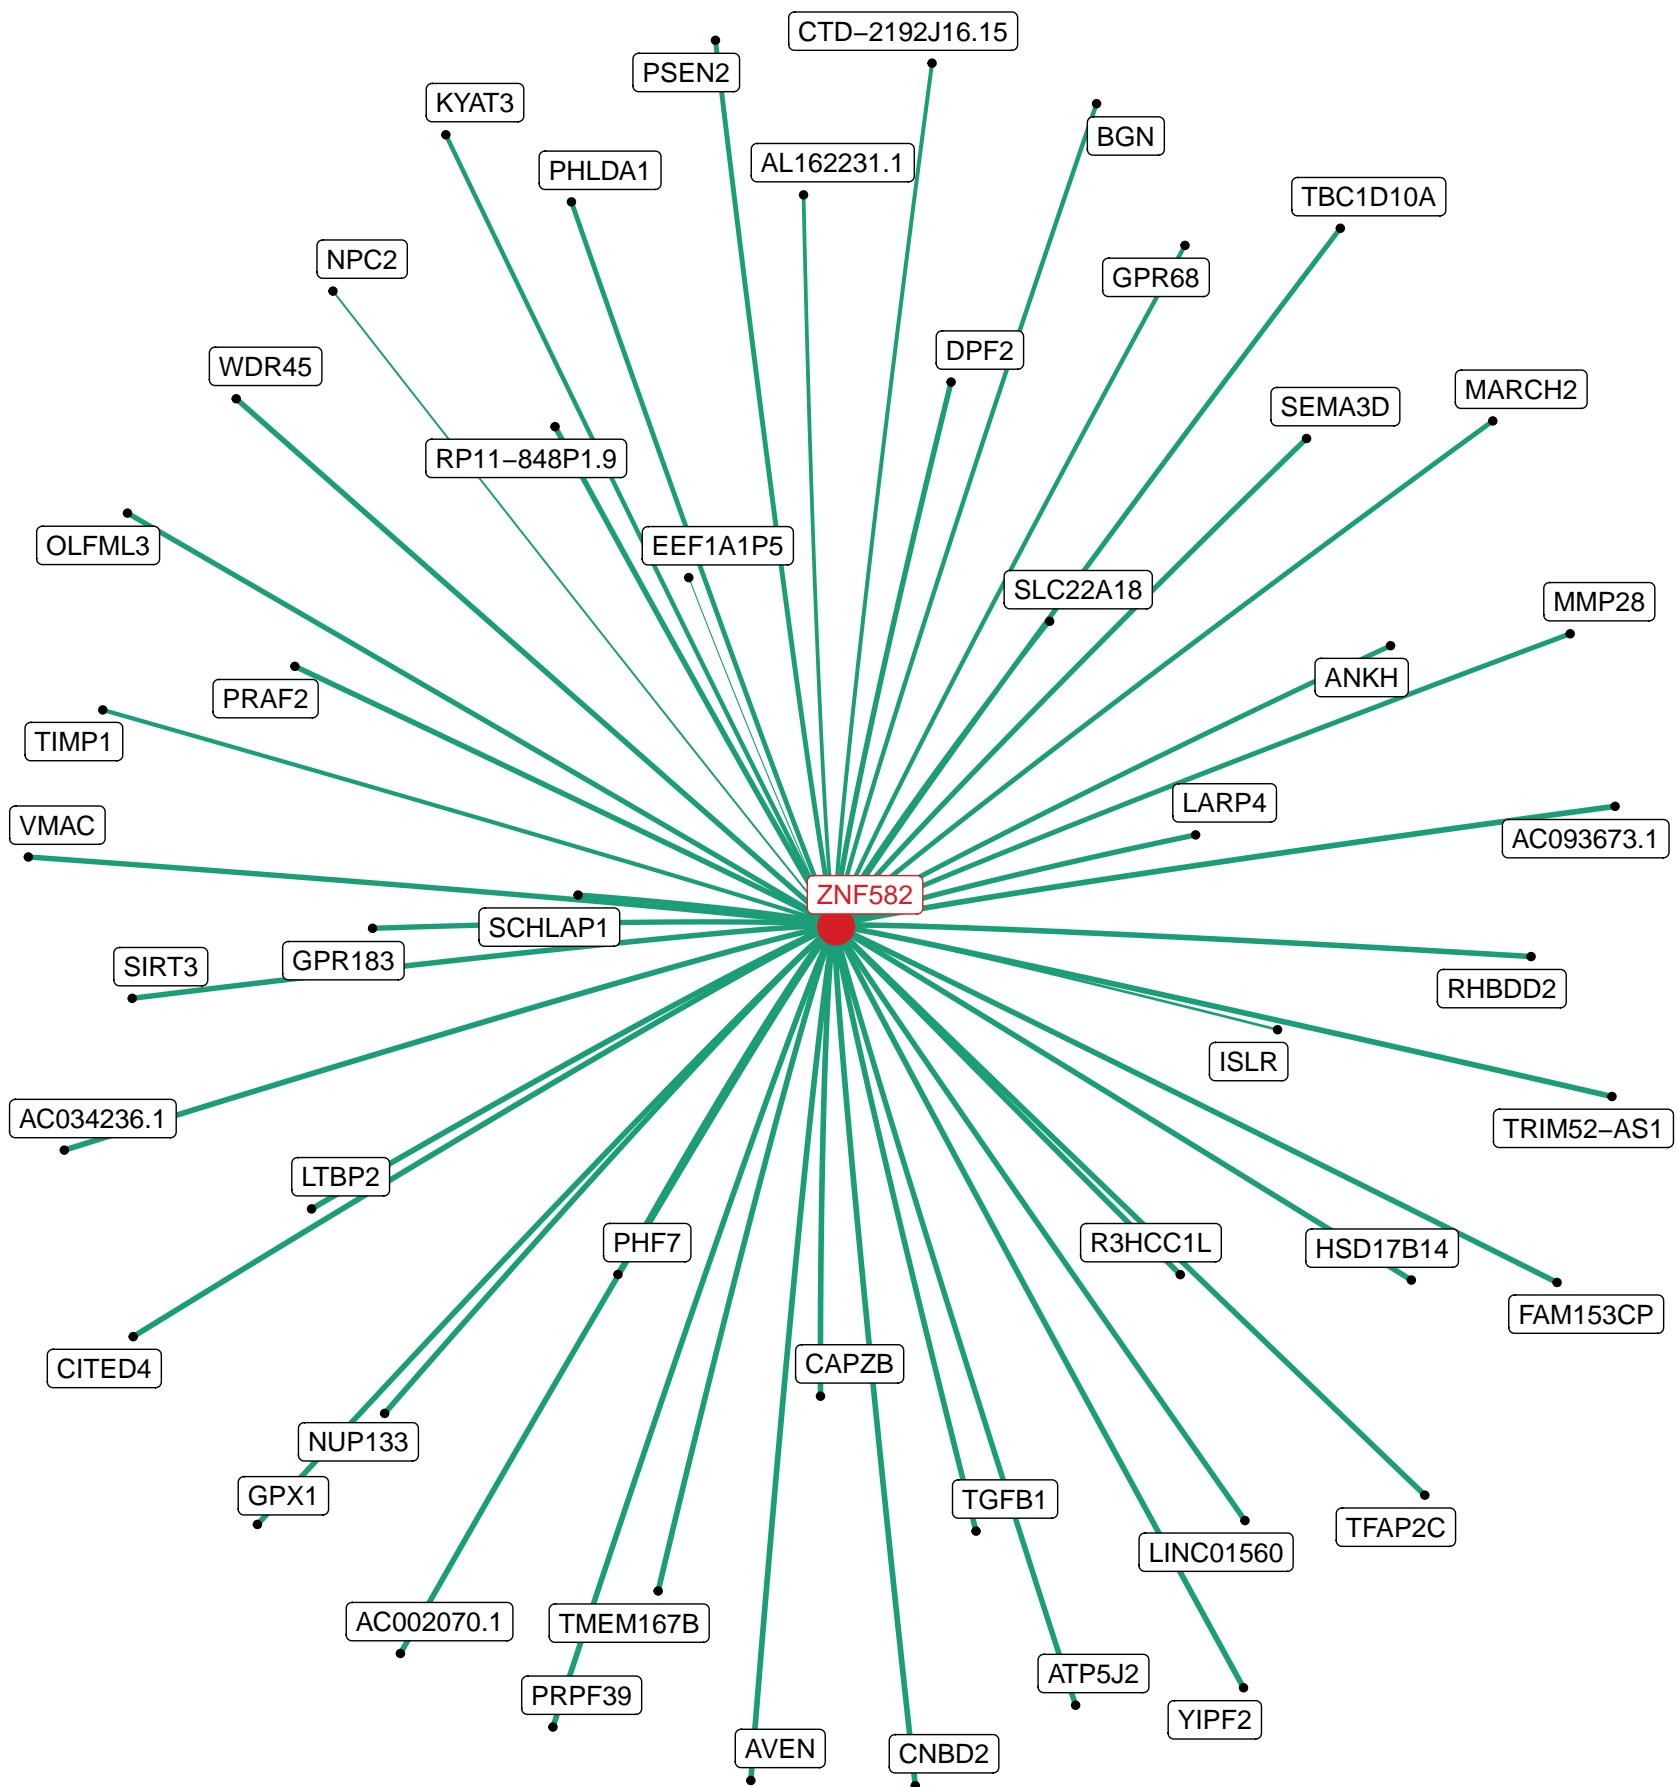 CTD−2192J16.15
PSEN2
KYAT3
BGN
AL162231.1
PHLDA1
TBC1D10A
NPC2
GPR68
DPF2
WDR45
MARCH2
SEMA3D
RP11−848P1.9
OLFML3
EEF1A1P5
SLC22A18
MMP28
ANKH
PRAF2
TIMP1
LARP4
VMAC
AC093673.1
ZNF582
SCHLAP1
GPR183
SIRT3
RHBDD2
ISLR
AC034236.1
TRIM52−AS1
LTBP2
PHF7
R3HCC1L
HSD17B14
FAM153CP
CAPZB
CITED4
NUP133
GPX1
TGFB1
TFAP2C
LINC01560
AC002070.1
TMEM167B
ATP5J2
PRPF39
YIPF2
AVEN
CNBD2